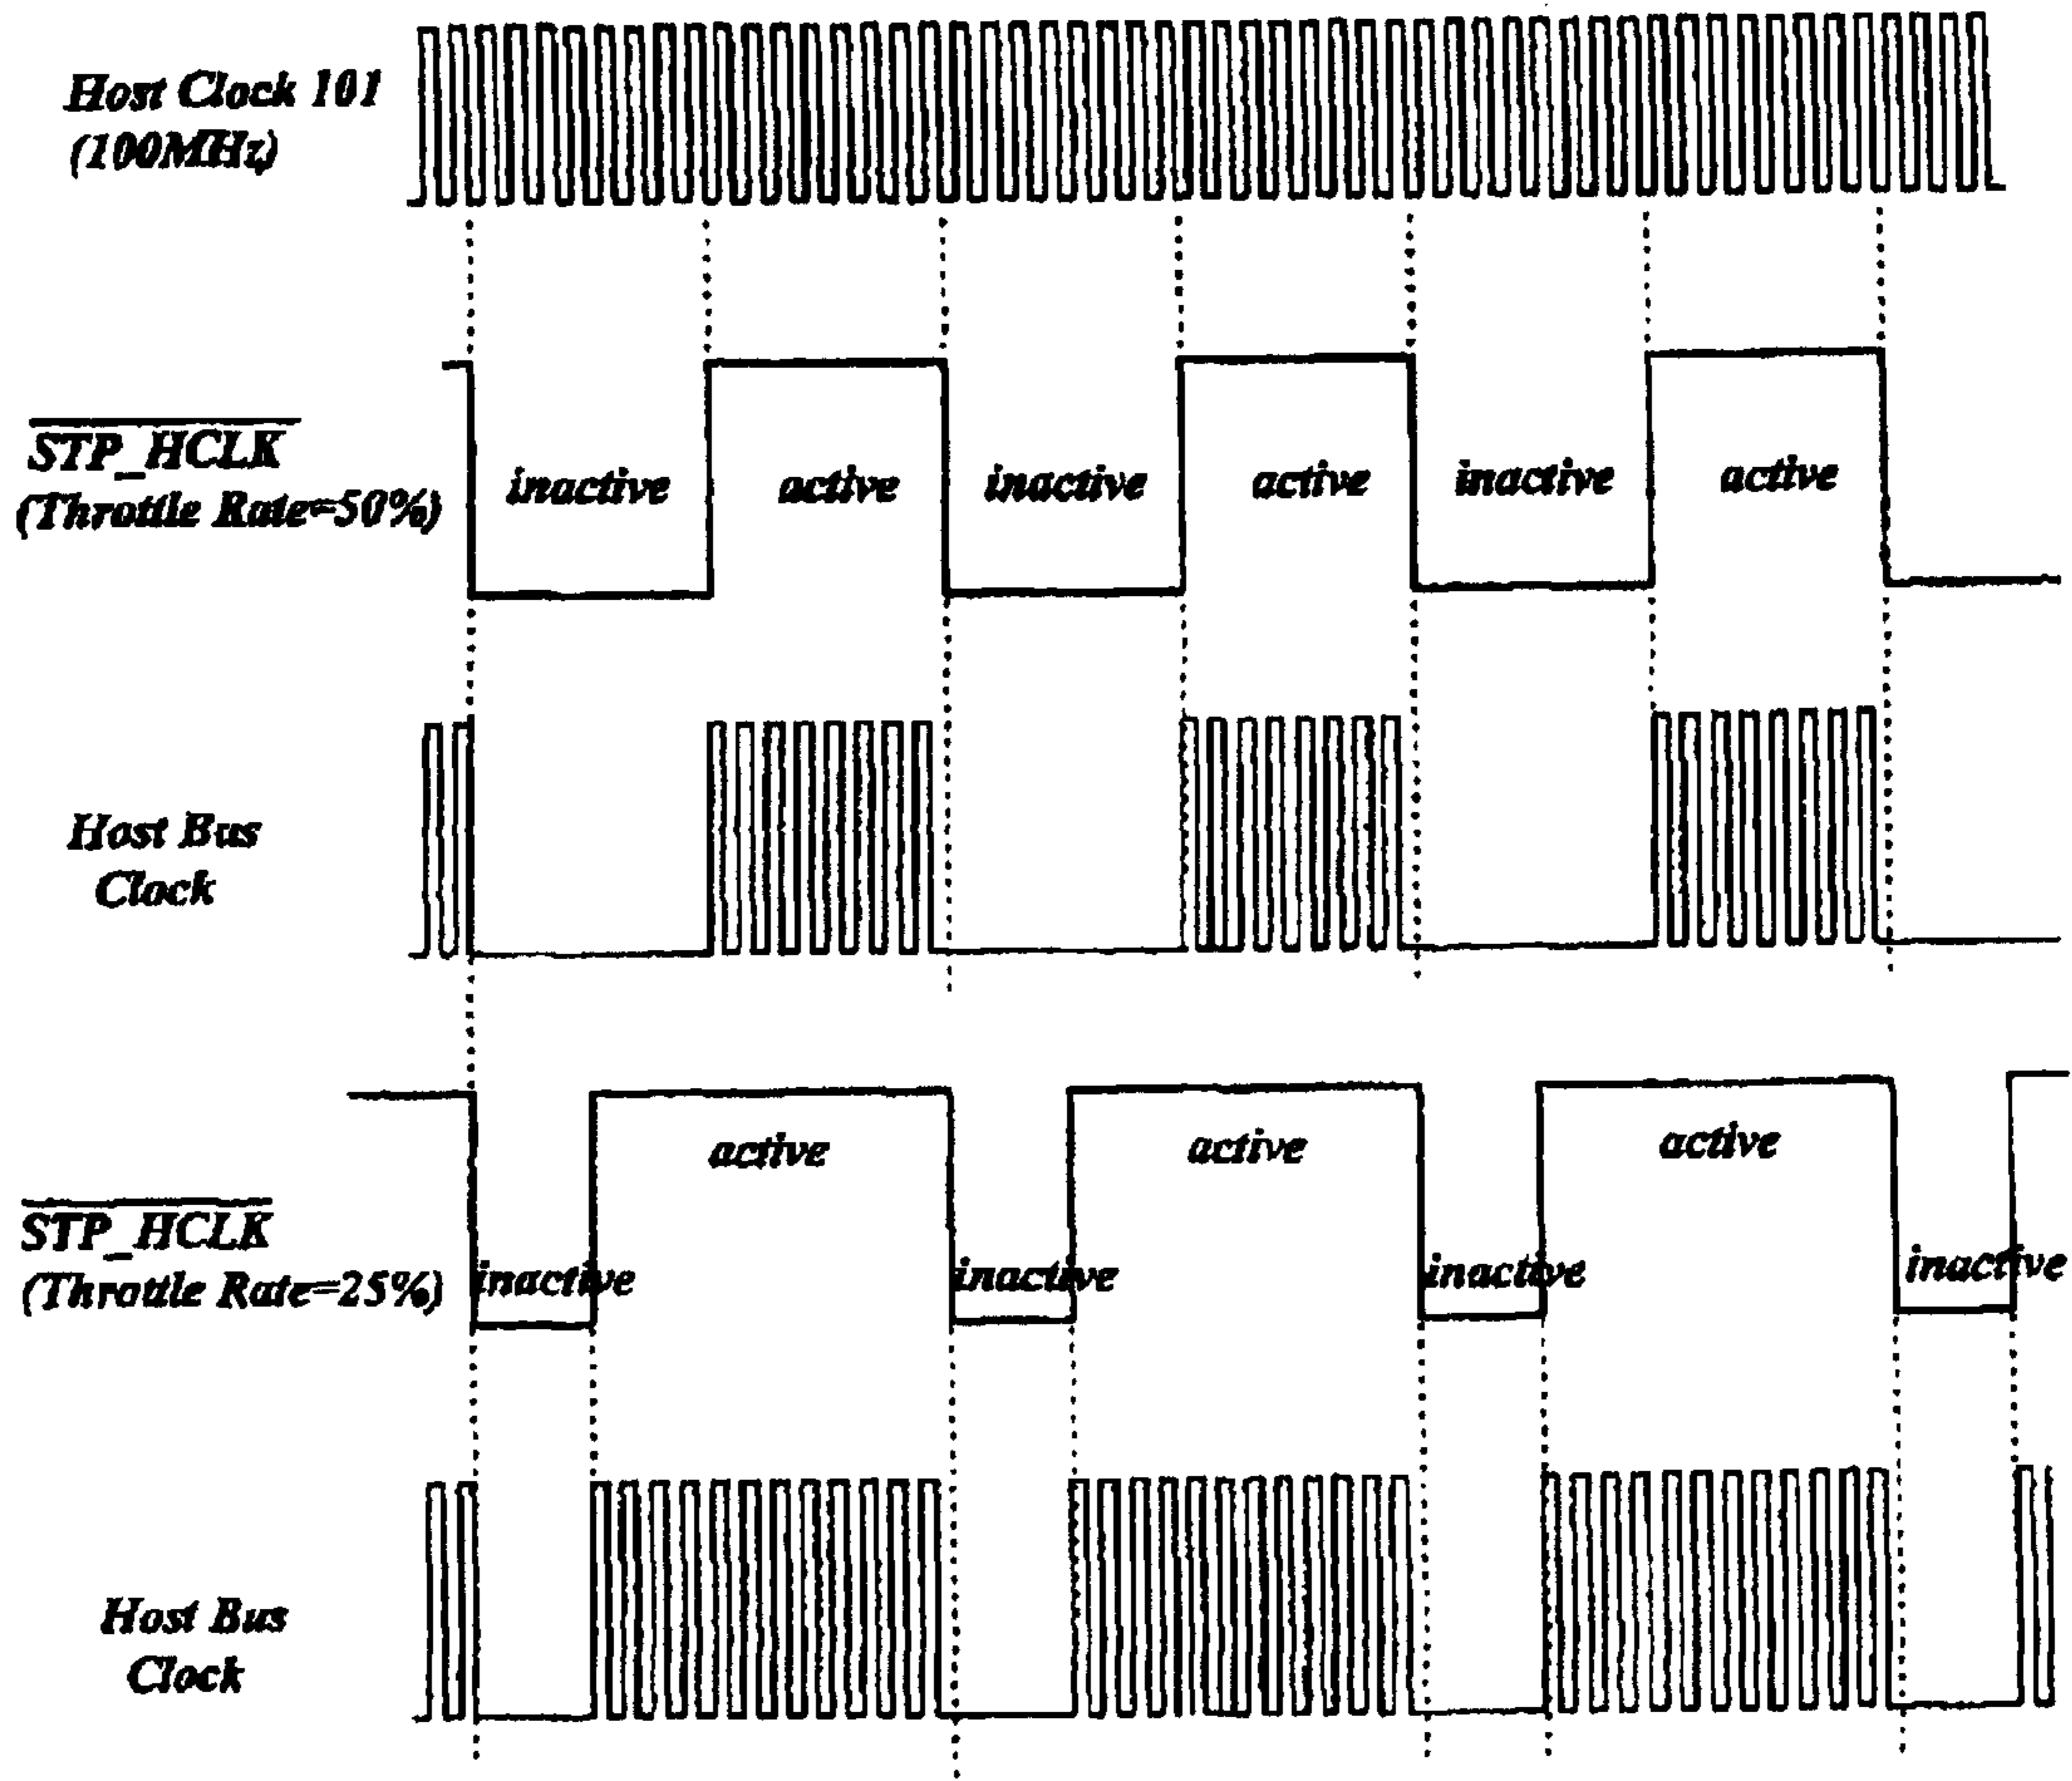 Host Clock 101
(100MHz)
STP_HCLK
(Throttle Rate=50%)
inactive active inactive active inactive active
Host Bus
Clock
active active active
STP_HCLK
(Throttle Rate=25%)
inactive inactive inactive inactive
Host Bus
Clock